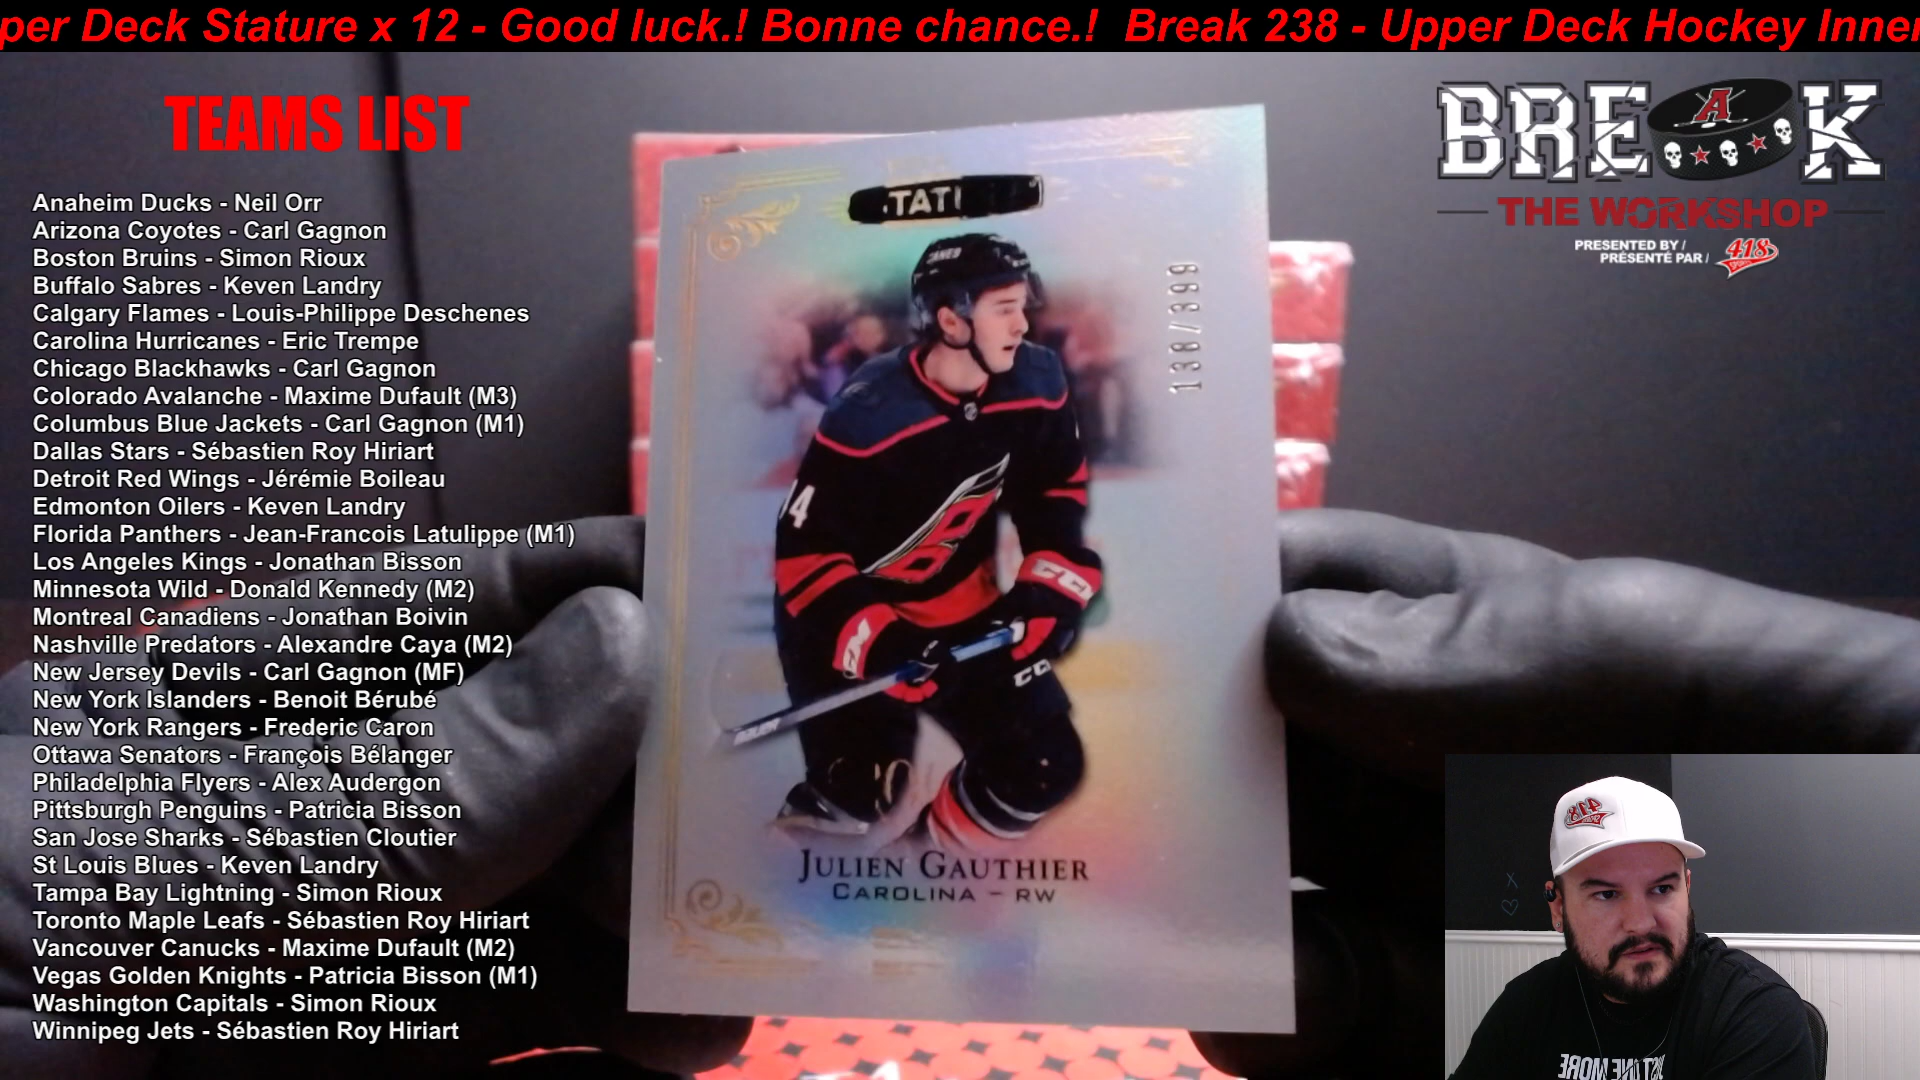 per Deck Stature x 12 - Good luck.! Bonne chance.! Break 238 - Upper Deck Hockey Inner
TEAMS LIST
Anaheim Ducks - Neil Orr
Arizona Coyotes - Carl Gagnon
Boston Bruins - Simon Rioux
Buffalo Sabres - Keven Landry
Calgary Flames - Louis-Philippe Deschenes
Carolina Hurricanes - Eric Trempe
Chicago Blackhawks - Carl Gagnon
Colorado Avalanche - Maxime Dufault (M3)
Columbus Blue Jackets - Carl Gagnon (M1)
Dallas Stars - Sébastien Roy Hiriart
Detroit Red Wings - Jérémie Boileau
Edmonton Oilers - Keven Landry
Florida Panthers - Jean-Francois Latulippe (M1)
Los Angeles Kings - Jonathan Bisson
Minnesota Wild - Donald Kennedy (M2)
Montreal Canadiens - Jonathan Boivin
Nashville Predators - Alexandre Caya (M2)
New Jersey Devils - Carl Gagnon (MF)
New York Islanders - Benoit Bérubé
New York Rangers - Frederic Caron
Ottawa Senators - François Bélanger
Philadelphia Flyers - Alex Audergon
Pittsburgh Penguins - Patricia Bisson
San Jose Sharks - Sébastien Cloutier
St Louis Blues - Keven Landry
Tampa Bay Lightning - Simon Rioux
Toronto Maple Leafs - Sébastien Roy Hiriart
Vancouver Canucks - Maxime Dufault (M2)
Vegas Golden Knights - Patricia Bisson (M1)
Washington Capitals - Simon Rioux
Winnipeg Jets - Sébastien Roy Hiriart
TATI
CANES
138/399
CCM
CCM
CCM
JULIEN GAUTHIER
CAROLINA - RW
BREAK
A
THE WORKSHOP
PRESENTED BY /
PRÉSENTÉ PAR /
418
418
JUST ONE MORE